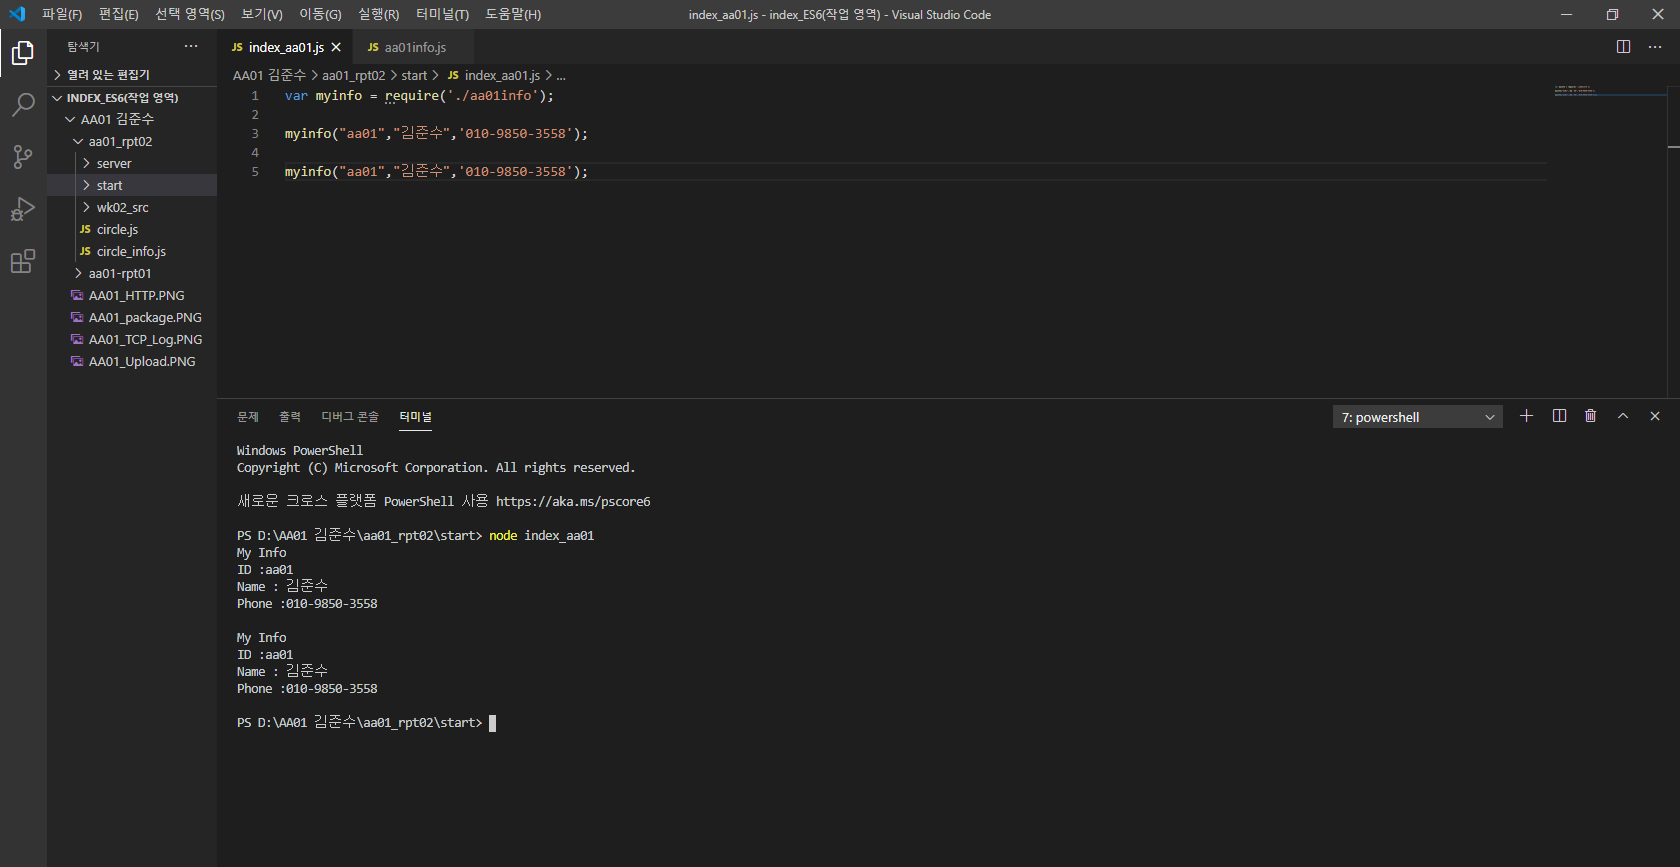 파일(F) 편집(E) 선택 영역(S) 보기(V) 이동(G) 실행(R) 터미널(T) 도움말(H) index_aa01.js - index_ES6(작업 영역) - Visual Studio Code
탐색기 ···
열려 있는 편집기
INDEX_ES6(작업 영역)
AA01 김준수
aa01_rpt02
server
start
wk02_src
JS circle.js
JS circle_info.js
aa01-rpt01
AA01_HTTP.PNG
AA01_package.PNG
AA01_TCP_Log.PNG
AA01_Upload.PNG
JS index_aa01.js JS aa01info.js ···
AA01 김준수 > aa01_rpt02 > start > JS index_aa01.js > ...
1 var myinfo = require('./aa01info');
2
3 myinfo("aa01","김준수",'010-9850-3558');
4
5 myinfo("aa01","김준수",'010-9850-3558');
문제 출력 디버그 콘솔 터미널 7: powershell
Windows PowerShell
Copyright (C) Microsoft Corporation. All rights reserved.
새로운 크로스 플랫폼 PowerShell 사용 https://aka.ms/pscore6
PS D:\AA01 김준수\aa01_rpt02\start> node index_aa01
My Info
ID :aa01
Name : 김준수
Phone :010-9850-3558
My Info
ID :aa01
Name : 김준수
Phone :010-9850-3558
PS D:\AA01 김준수\aa01_rpt02\start>